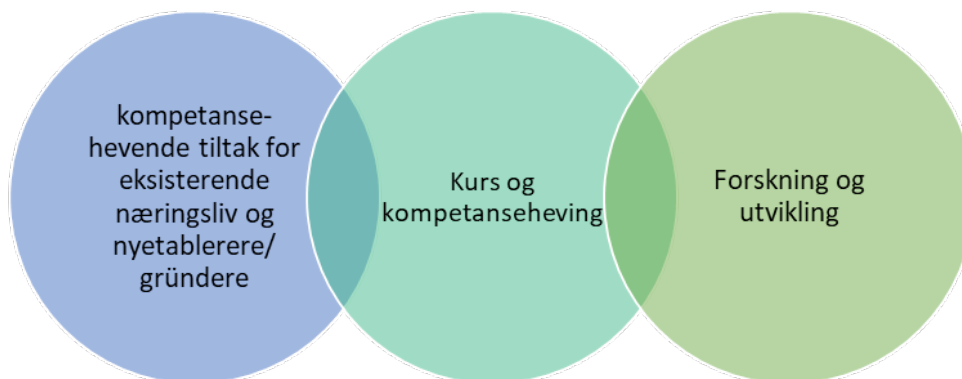 kompetanse-
hevende tiltak for
eksisterende
næringsliv og
nyetablerere/
gründere
Kurs og
kompetanseheving
Forskning og
utvikling